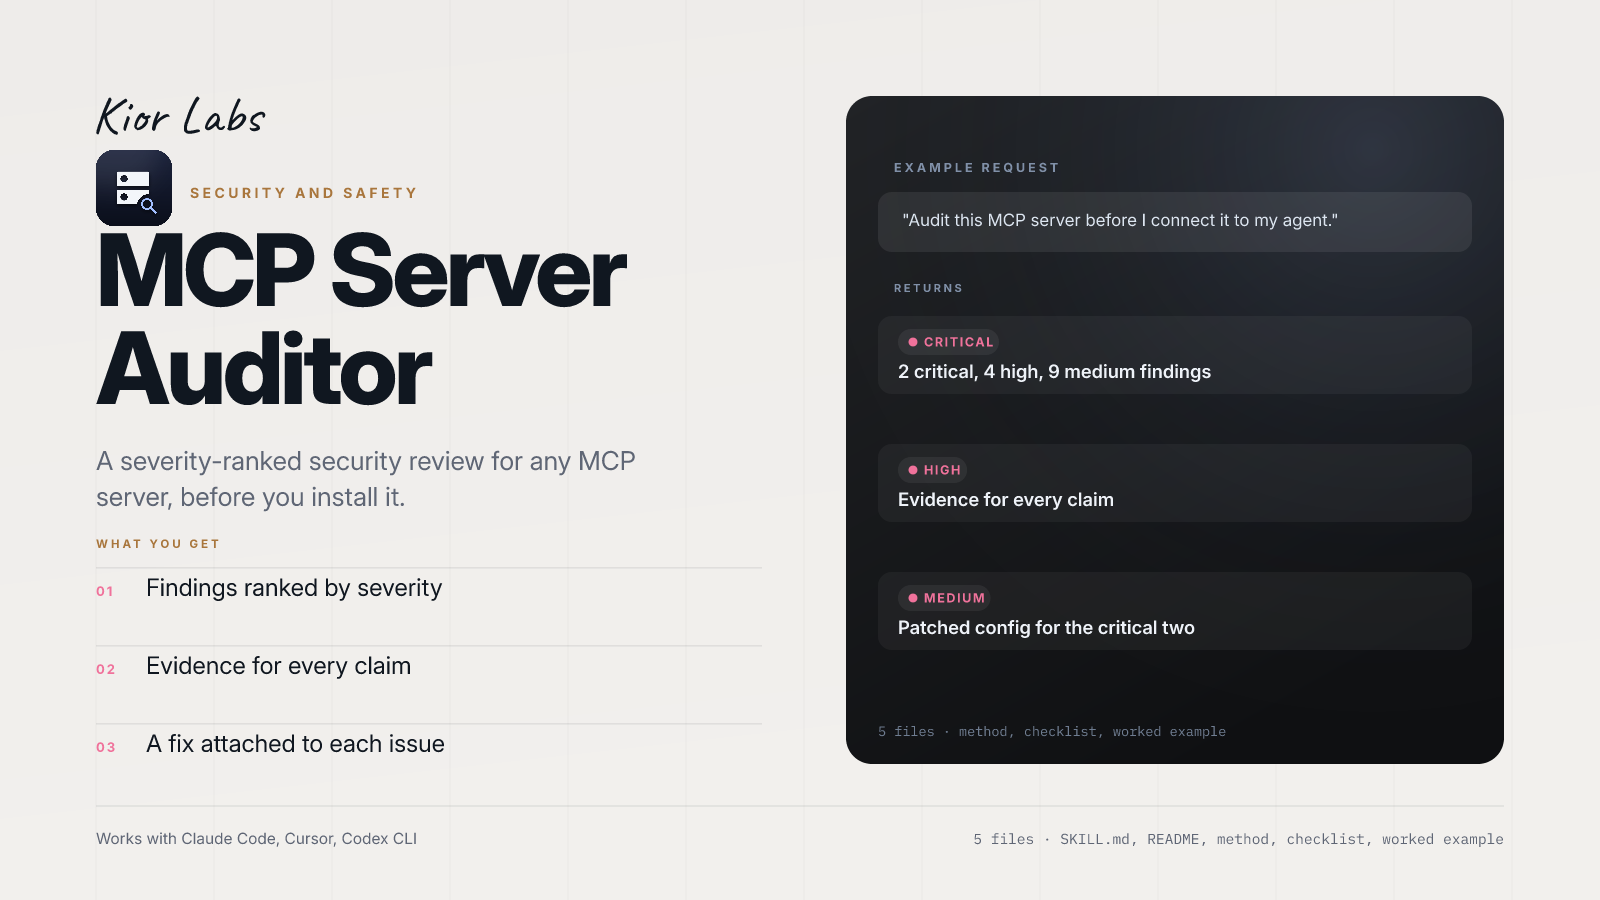 Kior Labs
SECURITY AND SAFETY
MCP Server
Auditor
A severity-ranked security review for any MCP
server, before you install it.
WHAT YOU GET
01 Findings ranked by severity
02 Evidence for every claim
03 A fix attached to each issue
EXAMPLE REQUEST
"Audit this MCP server before I connect it to my agent."
RETURNS
CRITICAL
2 critical, 4 high, 9 medium findings
HIGH
Evidence for every claim
MEDIUM
Patched config for the critical two
5 files · method, checklist, worked example
Works with Claude Code, Cursor, Codex CLI
5 files · SKILL.md, README, method, checklist, worked example